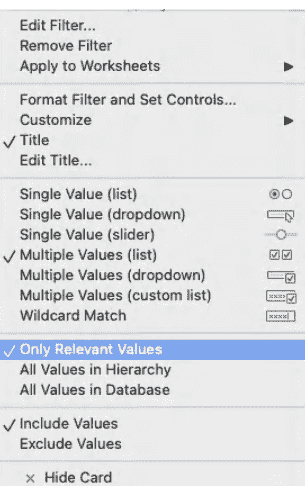 Edit Filter...
Remove Filter
Apply to Worksheets
Format Filter and Set Controls...
Customize
Title
Edit Title...
Single Value (list)
Single Value (dropdown)
Single Value (slider)
Multiple Values (list)
Multiple Values (dropdown)
Multiple Values (custom list)
Wildcard Match
Only Relevant Values
All Values in Hierarchy
All Values in Database
Include Values
Exclude Values
Hide Card